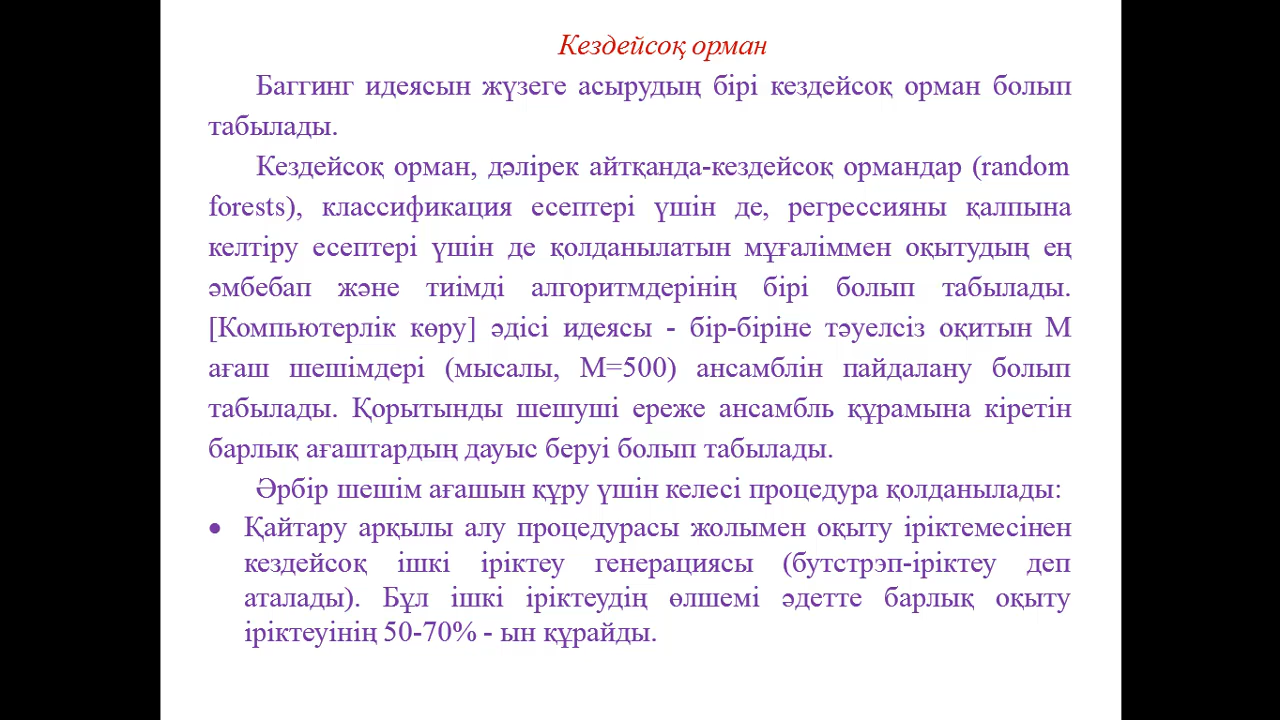 Кездейсоқ орман
Баггинг идеясын жүзеге асырудың бірі кездейсоқ орман болып
табылады.
Кездейсоқ орман, дәлірек айтқанда-кездейсоқ ормандар (random
forests), классификация есептері үшін де, регрессияны қалпына
келтіру есептері үшін де қолданылатын мұғаліммен оқытудың ең
әмбебап және тиімді алгоритмдерінің бірі болып табылады.
[Компьютерлік көру] әдісі идеясы - бір-біріне тәуелсіз оқитын М
ағаш шешімдері (мысалы, М=500) ансамблін пайдалану болып
табылады. Қорытынды шешуші ереже ансамбль құрамына кіретін
барлық ағаштардың дауыс беруі болып табылады.
Әрбір шешім ағашын құру үшін келесі процедура қолданылады:
• Қайтару арқылы алу процедурасы жолымен оқыту іріктемесінен
кездейсоқ ішкі іріктеу генерациясы (бутстрэп-іріктеу деп
аталады). Бұл ішкі іріктеудің өлшемі әдетте барлық оқыту
іріктеуінің 50-70% - ын құрайды.